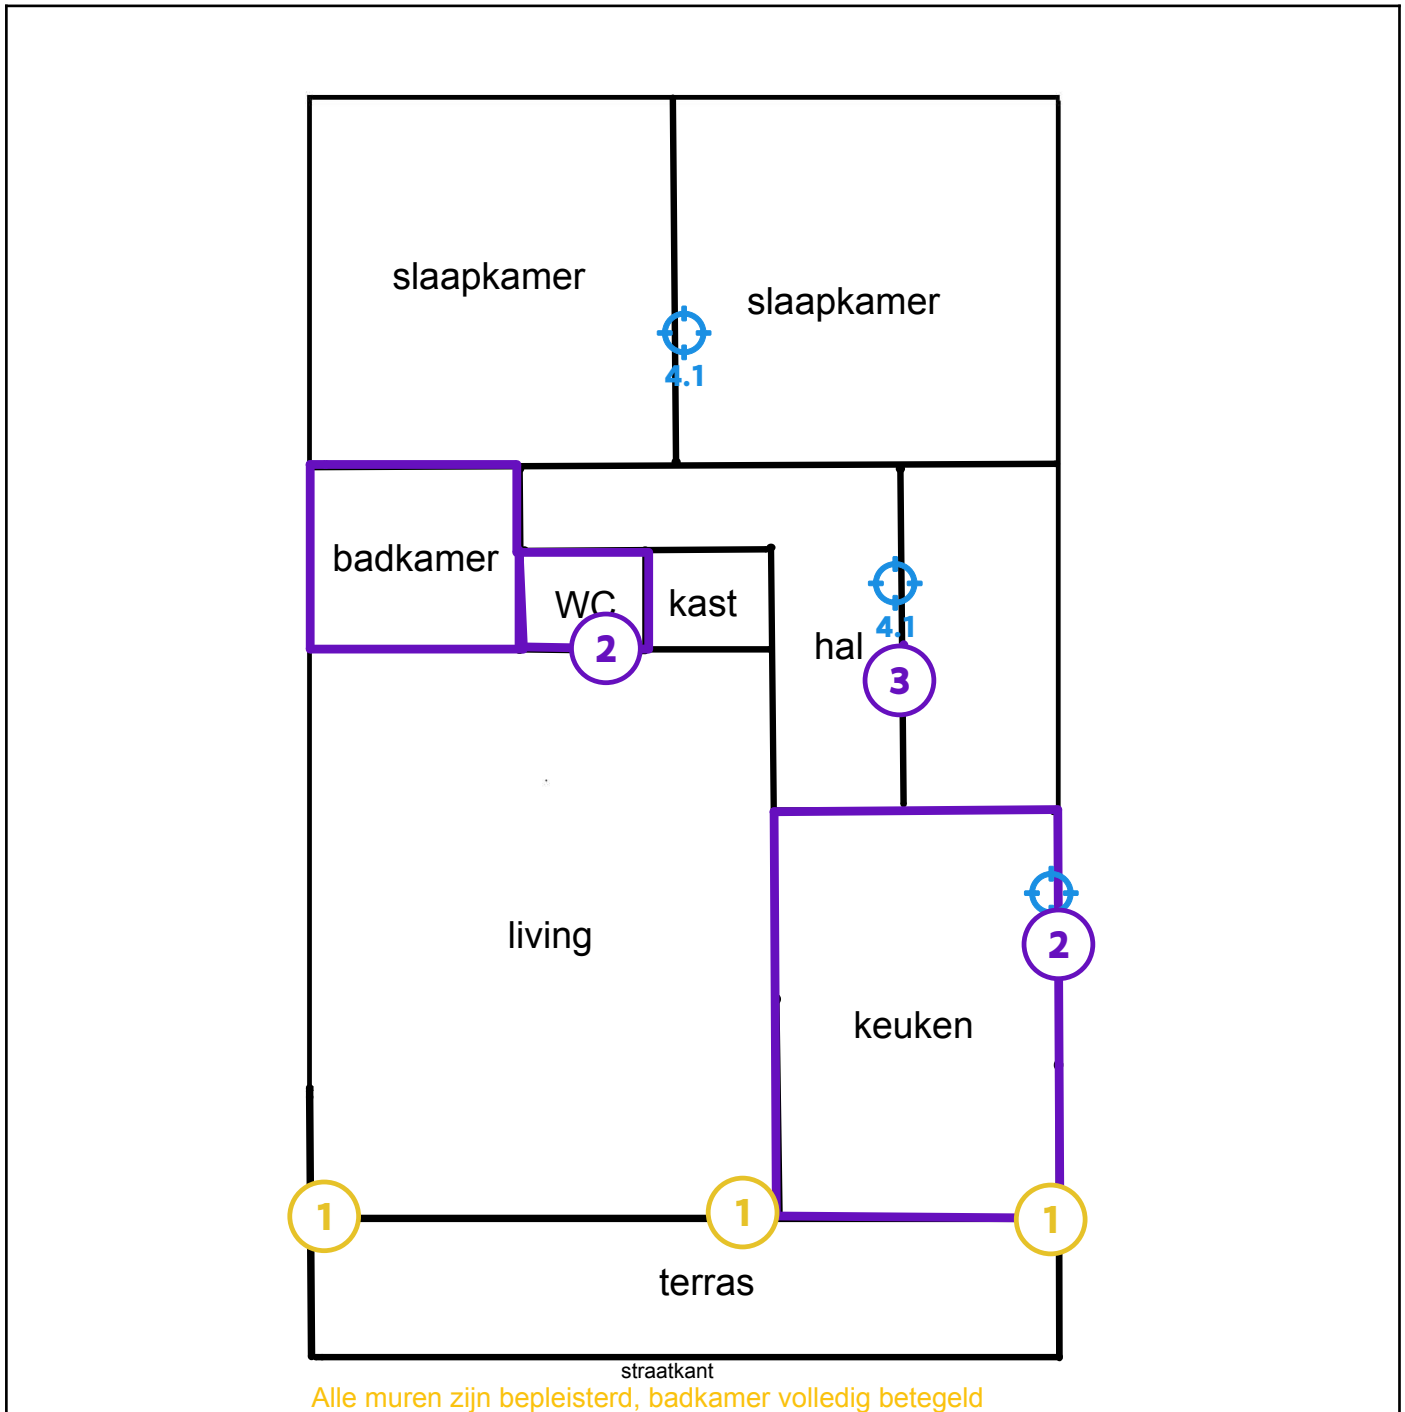 slaapkamer
slaapkamer
4.1
badkamer
WC
kast
4.1
hal
2
3
living
2
keuken
1
1
1
terras
straatkant
Alle muren zijn bepleisterd, badkamer volledig betegeld